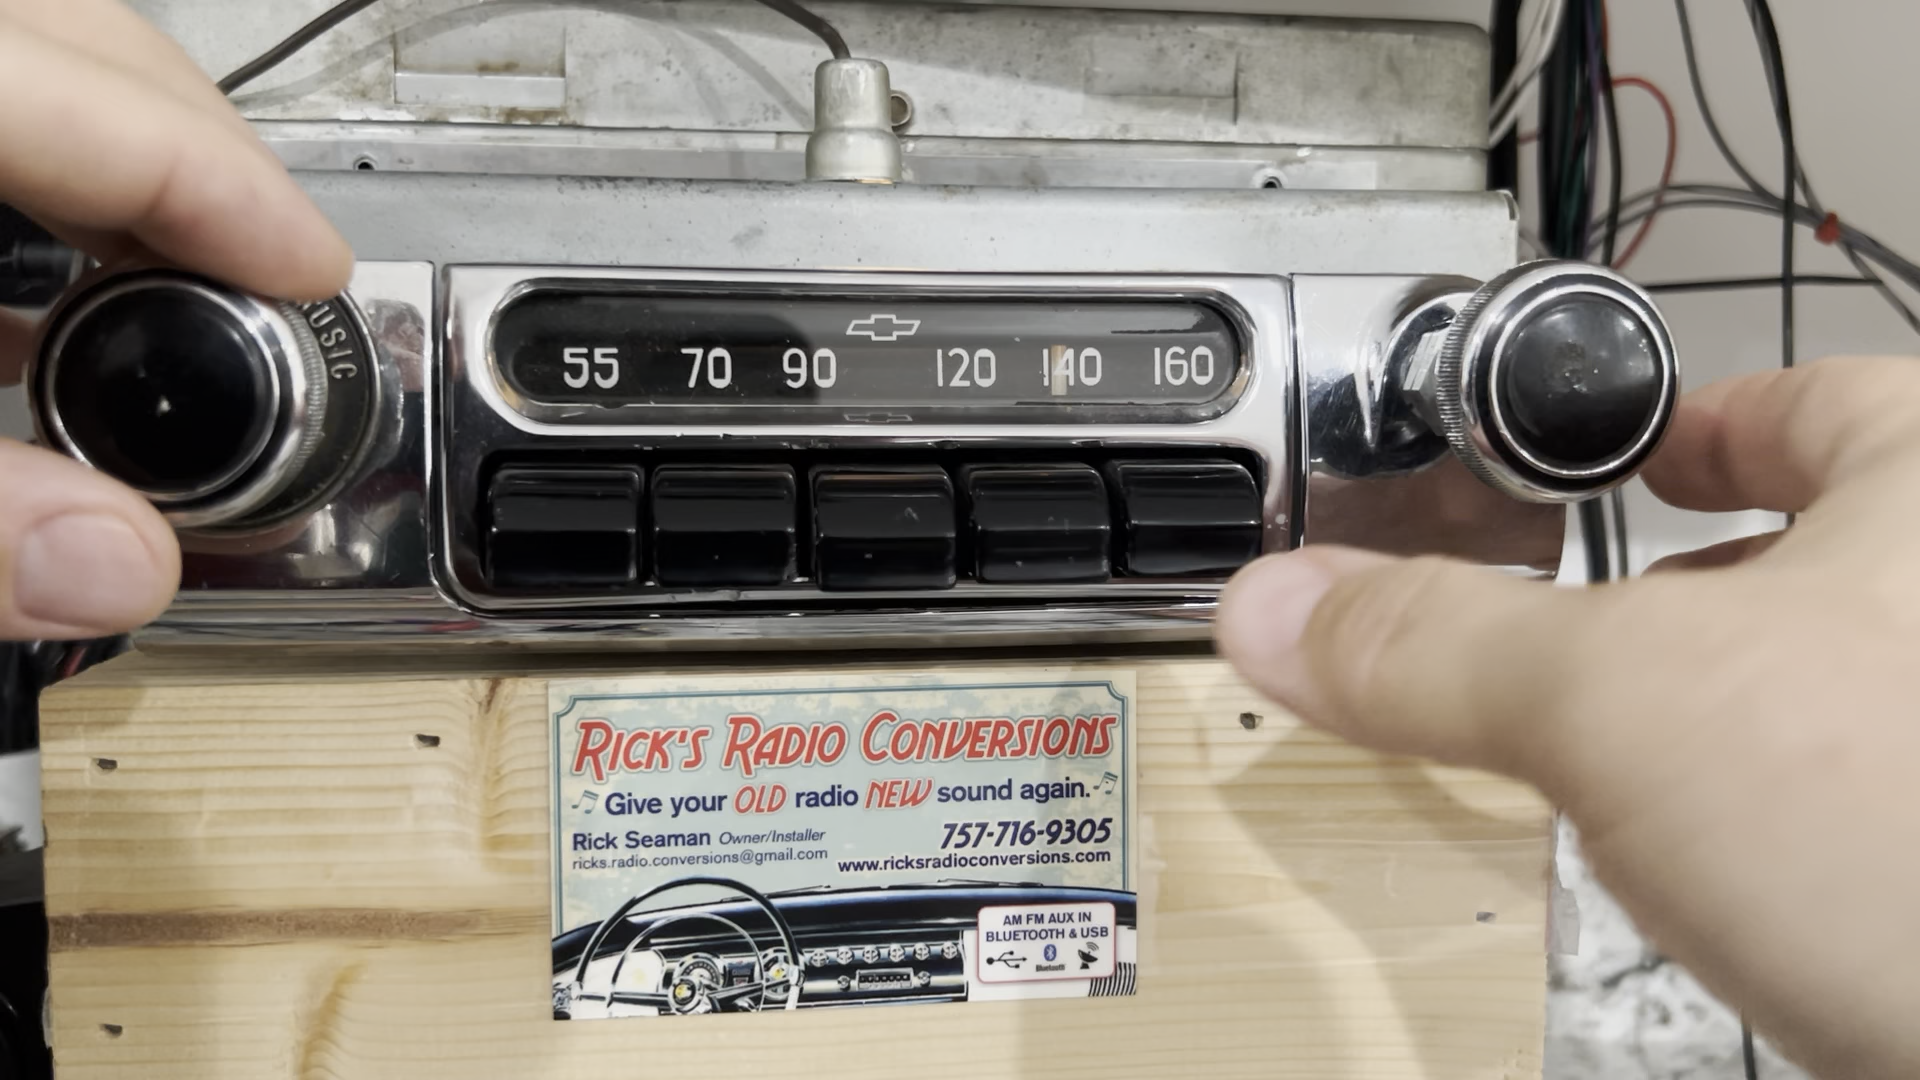 USIC
55 70 90 120 140 160
RICK'S RADIO CONVERSIONS
Give your OLD radio NEW sound again.
Rick Seaman Owner/Installer
ricks.radio.conversions@gmail.com
757-716-9305
www.ricksradioconversions.com
AM FM AUX IN
BLUETOOTH & USB
Bluetooth